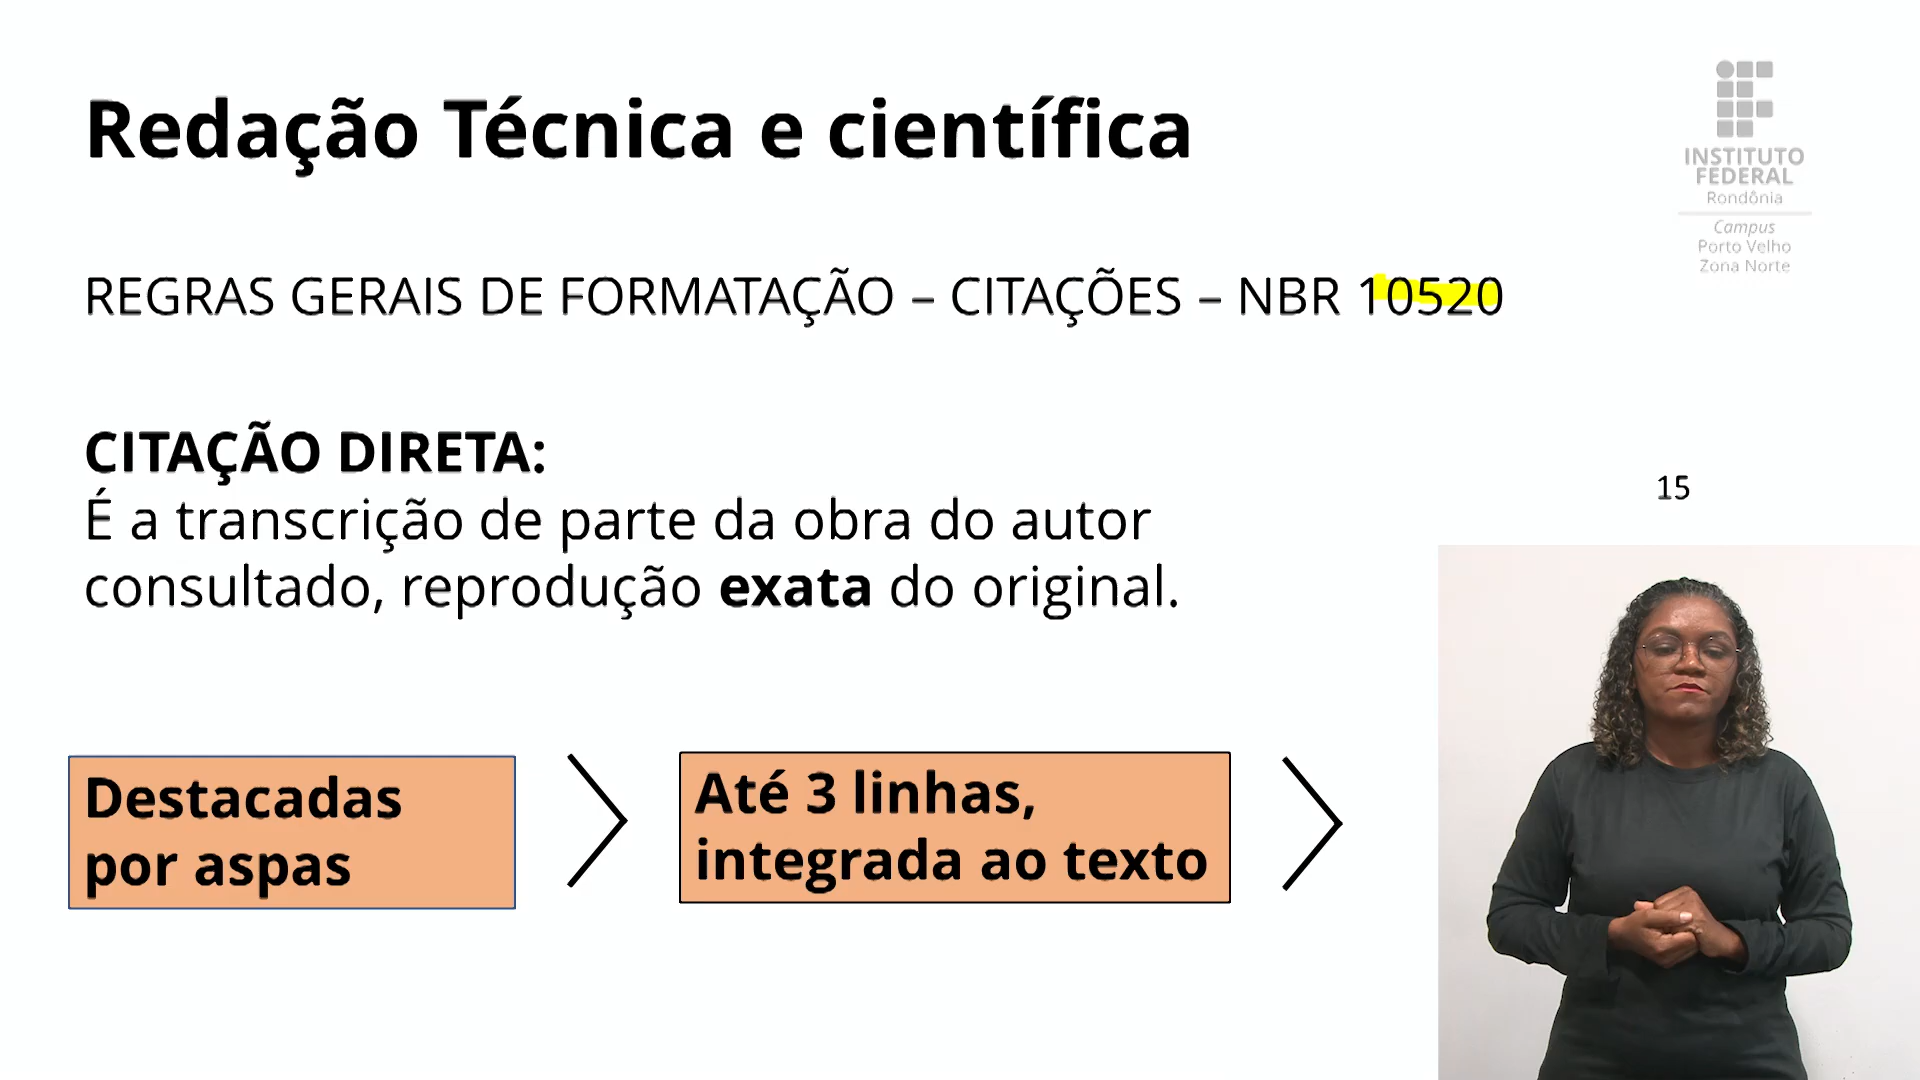 Redação Técnica e científica
INSTITUTO
FEDERAL
Rondônia
Campus
Porto Velho
Zona Norte
REGRAS GERAIS DE FORMATAÇÃO – CITAÇÕES – NBR 10520
CITAÇÃO DIRETA:
É a transcrição de parte da obra do autor
consultado, reprodução exata do original.
15
Destacadas
por aspas
Até 3 linhas,
integrada ao texto